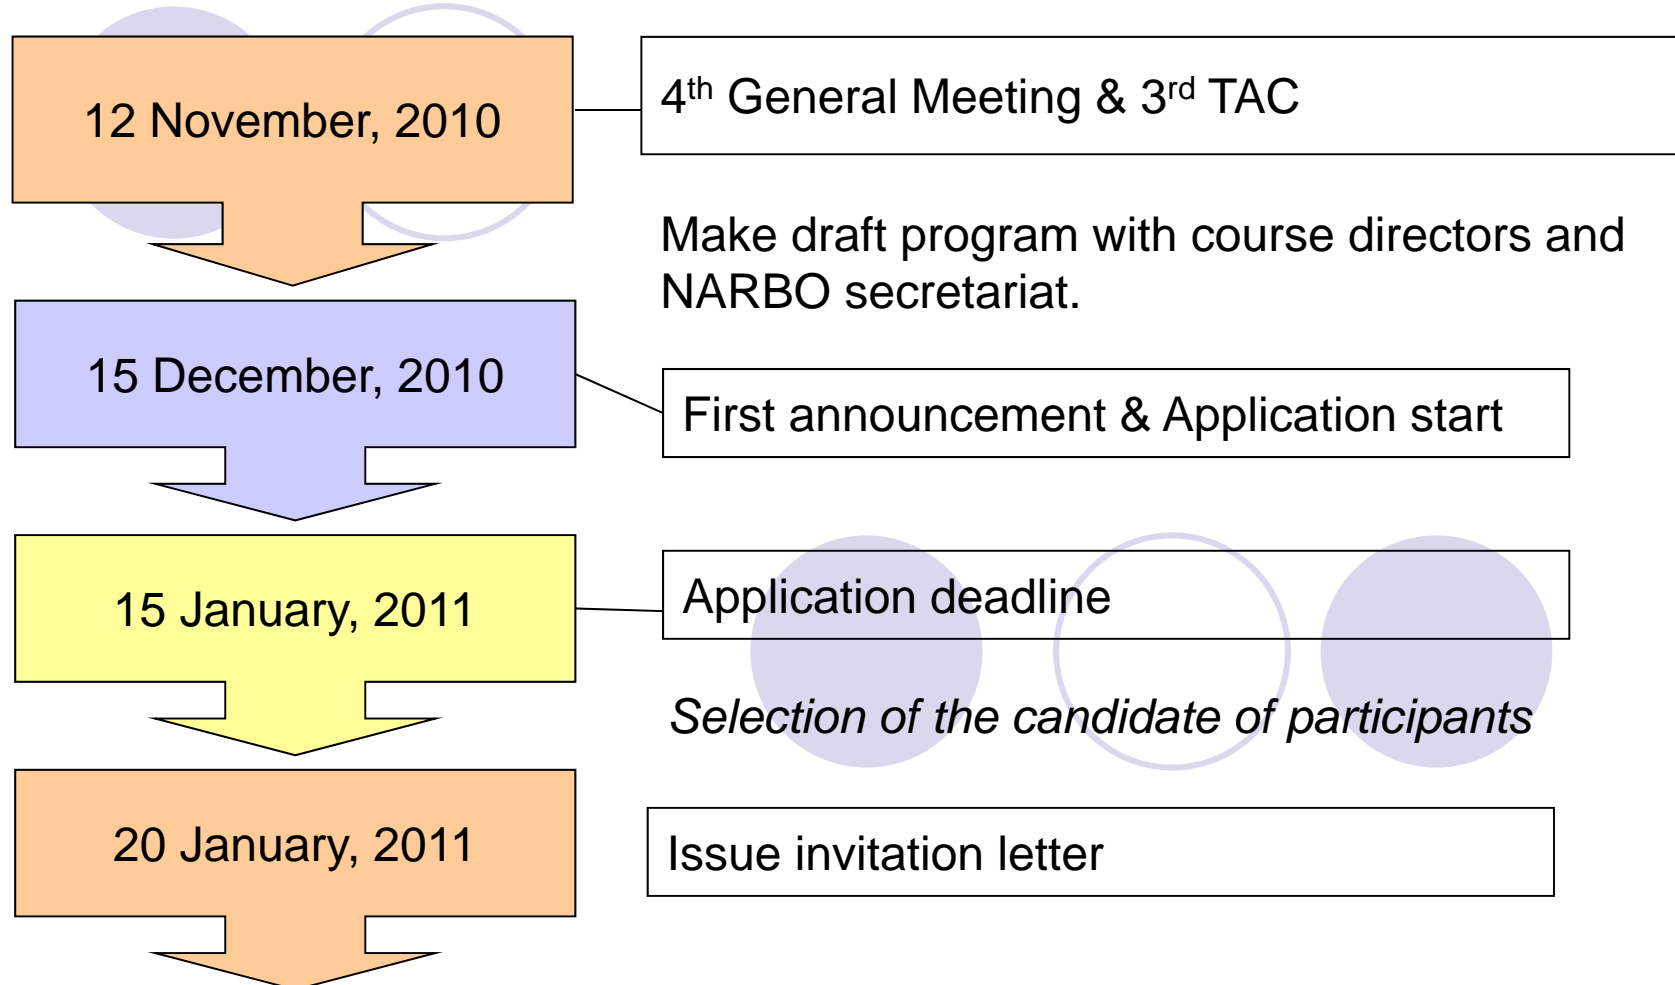 12 November, 2010
4th General Meeting & 3rd TAC
Make draft program with course directors and
NARBO secretariat.
15 December, 2010
First announcement & Application start
15 January, 2011
Application deadline
Selection of the candidate of participants
20 January, 2011
Issue invitation letter